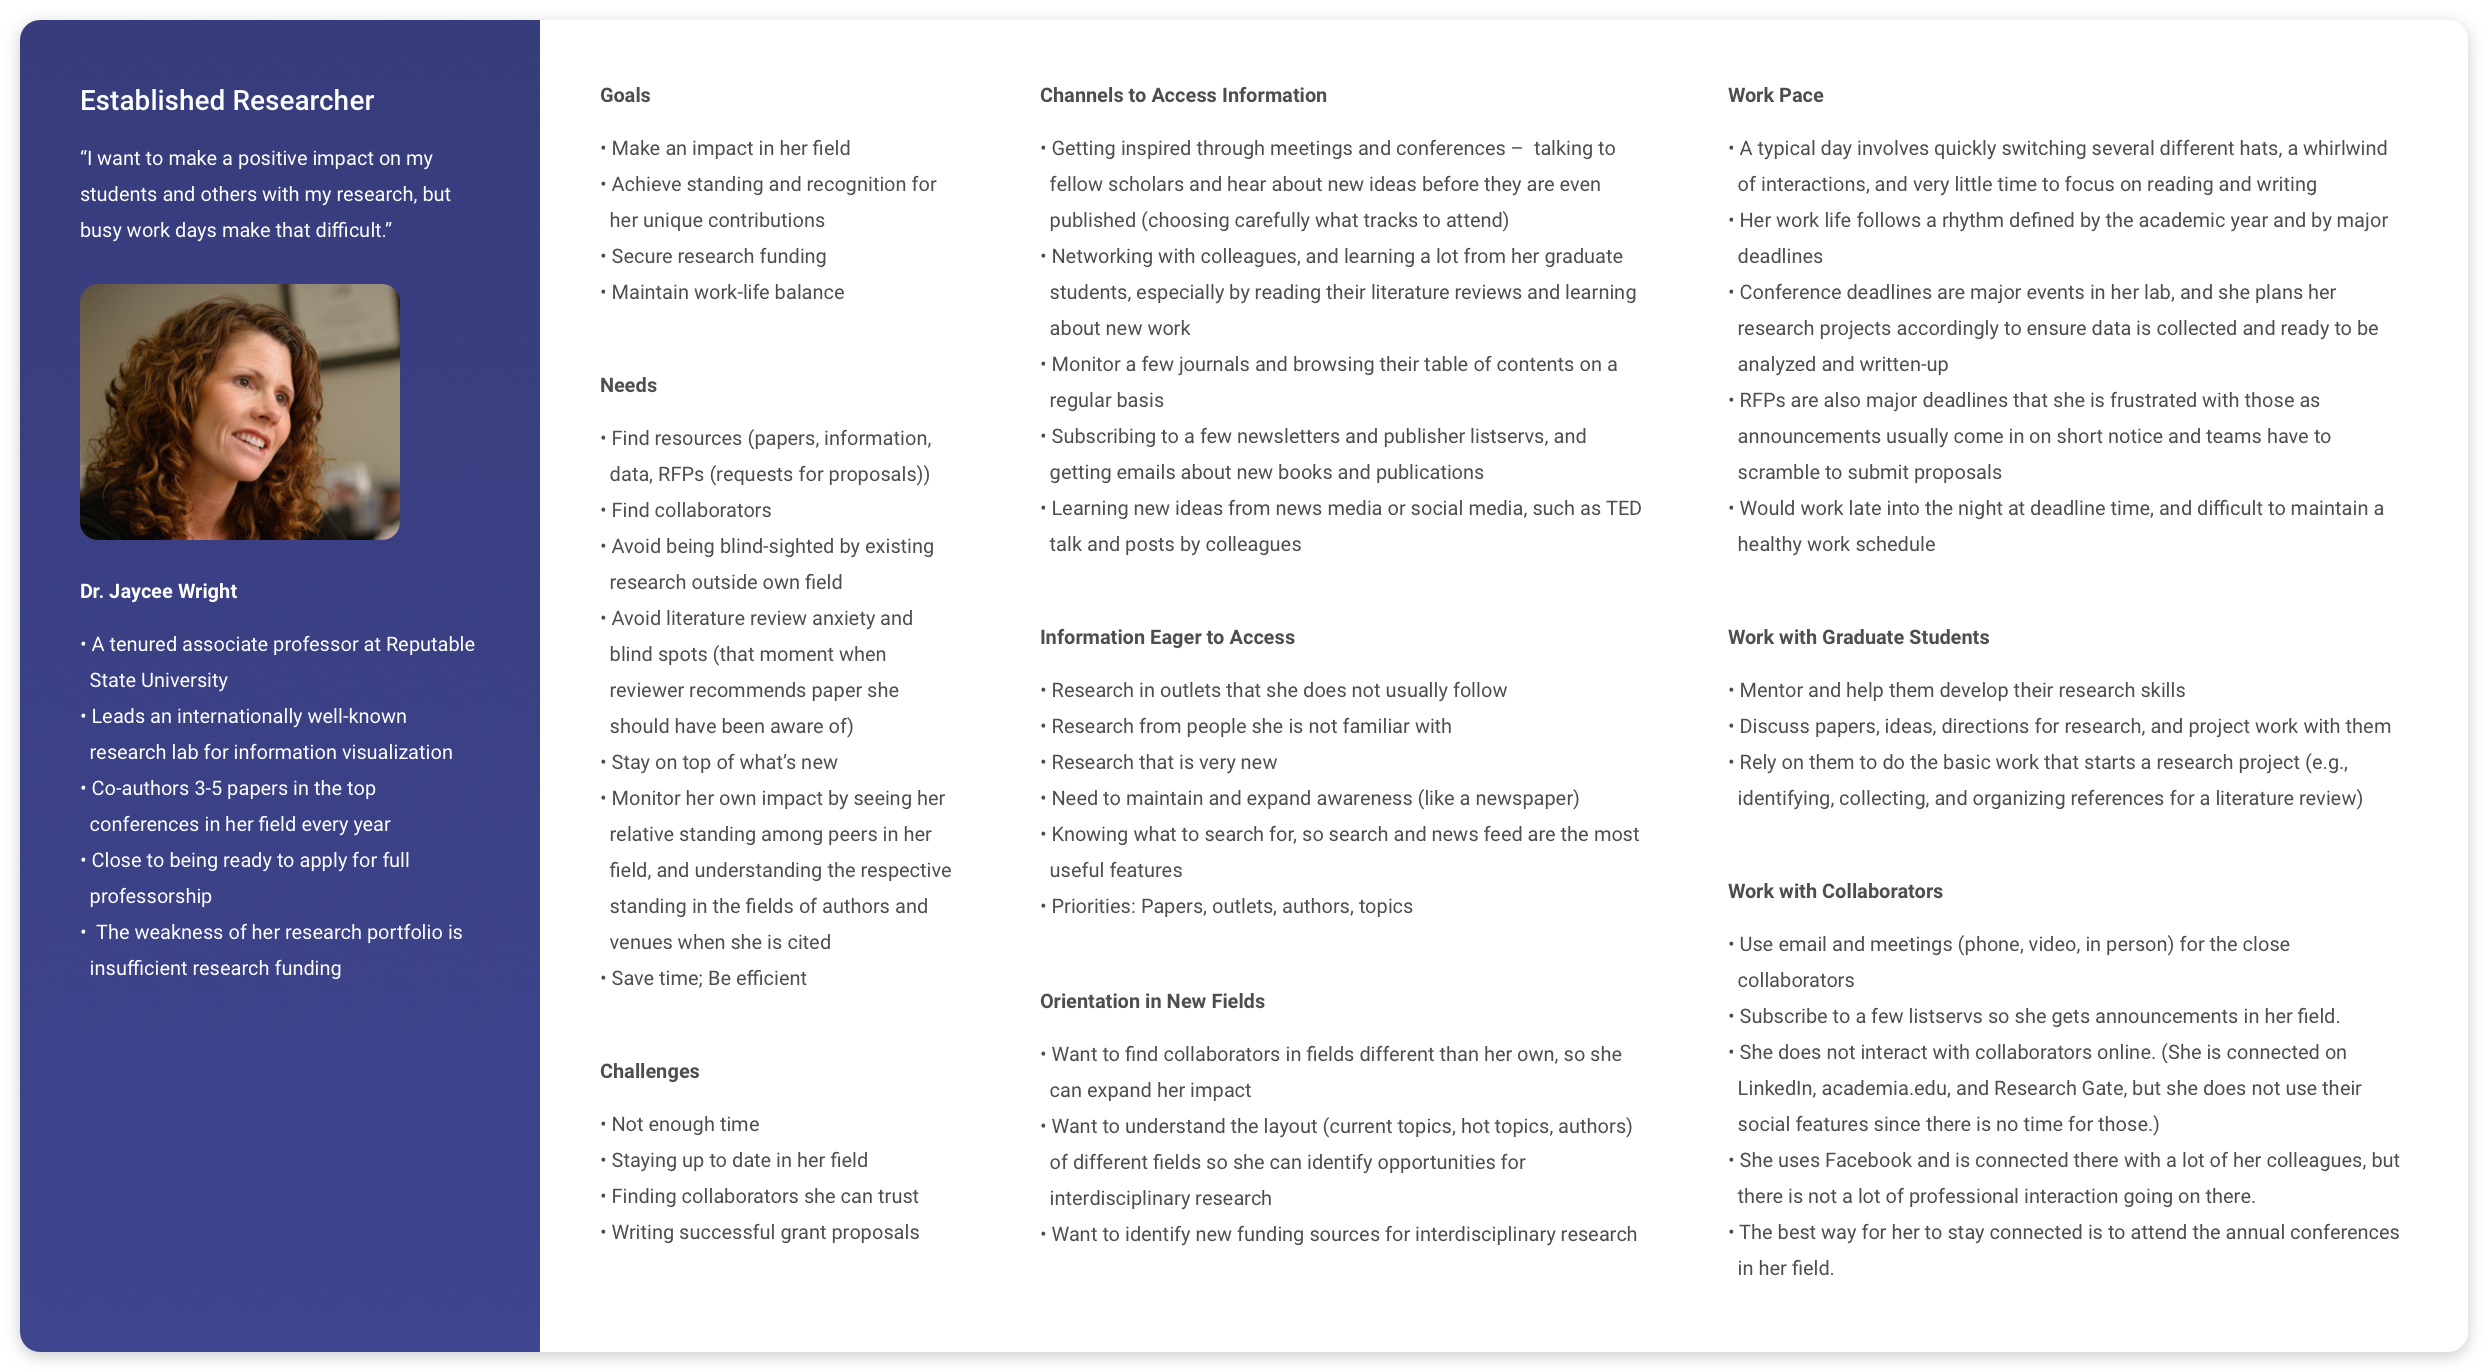 Established Researcher
“I want to make a positive impact on my
students and others with my research, but
busy work days make that difficult.”
Dr. Jaycee Wright
• A tenured associate professor at Reputable
State University
• Leads an internationally well-known
research lab for information visualization
• Co-authors 3-5 papers in the top
conferences in her field every year
• Close to being ready to apply for full
professorship
• The weakness of her research portfolio is
insufficient research funding
Goals
• Make an impact in her field
• Achieve standing and recognition for
her unique contributions
• Secure research funding
• Maintain work-life balance
Needs
• Find resources (papers, information,
data, RFPs (requests for proposals))
• Find collaborators
• Avoid being blind-sighted by existing
research outside own field
• Avoid literature review anxiety and
blind spots (that moment when
reviewer recommends paper she
should have been aware of)
• Stay on top of what’s new
• Monitor her own impact by seeing her
relative standing among peers in her
field, and understanding the respective
standing in the fields of authors and
venues when she is cited
• Save time; Be efficient
Challenges
• Not enough time
• Staying up to date in her field
• Finding collaborators she can trust
• Writing successful grant proposals
Channels to Access Information
• Getting inspired through meetings and conferences – talking to
fellow scholars and hear about new ideas before they are even
published (choosing carefully what tracks to attend)
• Networking with colleagues, and learning a lot from her graduate
students, especially by reading their literature reviews and learning
about new work
• Monitor a few journals and browsing their table of contents on a
regular basis
• Subscribing to a few newsletters and publisher listservs, and
getting emails about new books and publications
• Learning new ideas from news media or social media, such as TED
talk and posts by colleagues
Information Eager to Access
• Research in outlets that she does not usually follow
• Research from people she is not familiar with
• Research that is very new
• Need to maintain and expand awareness (like a newspaper)
• Knowing what to search for, so search and news feed are the most
useful features
• Priorities: Papers, outlets, authors, topics
Orientation in New Fields
• Want to find collaborators in fields different than her own, so she
can expand her impact
• Want to understand the layout (current topics, hot topics, authors)
of different fields so she can identify opportunities for
interdisciplinary research
• Want to identify new funding sources for interdisciplinary research
Work Pace
• A typical day involves quickly switching several different hats, a whirlwind
of interactions, and very little time to focus on reading and writing
• Her work life follows a rhythm defined by the academic year and by major
deadlines
• Conference deadlines are major events in her lab, and she plans her
research projects accordingly to ensure data is collected and ready to be
analyzed and written-up
• RFPs are also major deadlines that she is frustrated with those as
announcements usually come in on short notice and teams have to
scramble to submit proposals
• Would work late into the night at deadline time, and difficult to maintain a
healthy work schedule
Work with Graduate Students
• Mentor and help them develop their research skills
• Discuss papers, ideas, directions for research, and project work with them
• Rely on them to do the basic work that starts a research project (e.g.,
identifying, collecting, and organizing references for a literature review)
Work with Collaborators
• Use email and meetings (phone, video, in person) for the close
collaborators
• Subscribe to a few listservs so she gets announcements in her field.
• She does not interact with collaborators online. (She is connected on
LinkedIn, academia.edu, and Research Gate, but she does not use their
social features since there is no time for those.)
• She uses Facebook and is connected there with a lot of her colleagues, but
there is not a lot of professional interaction going on there.
• The best way for her to stay connected is to attend the annual conferences
in her field.